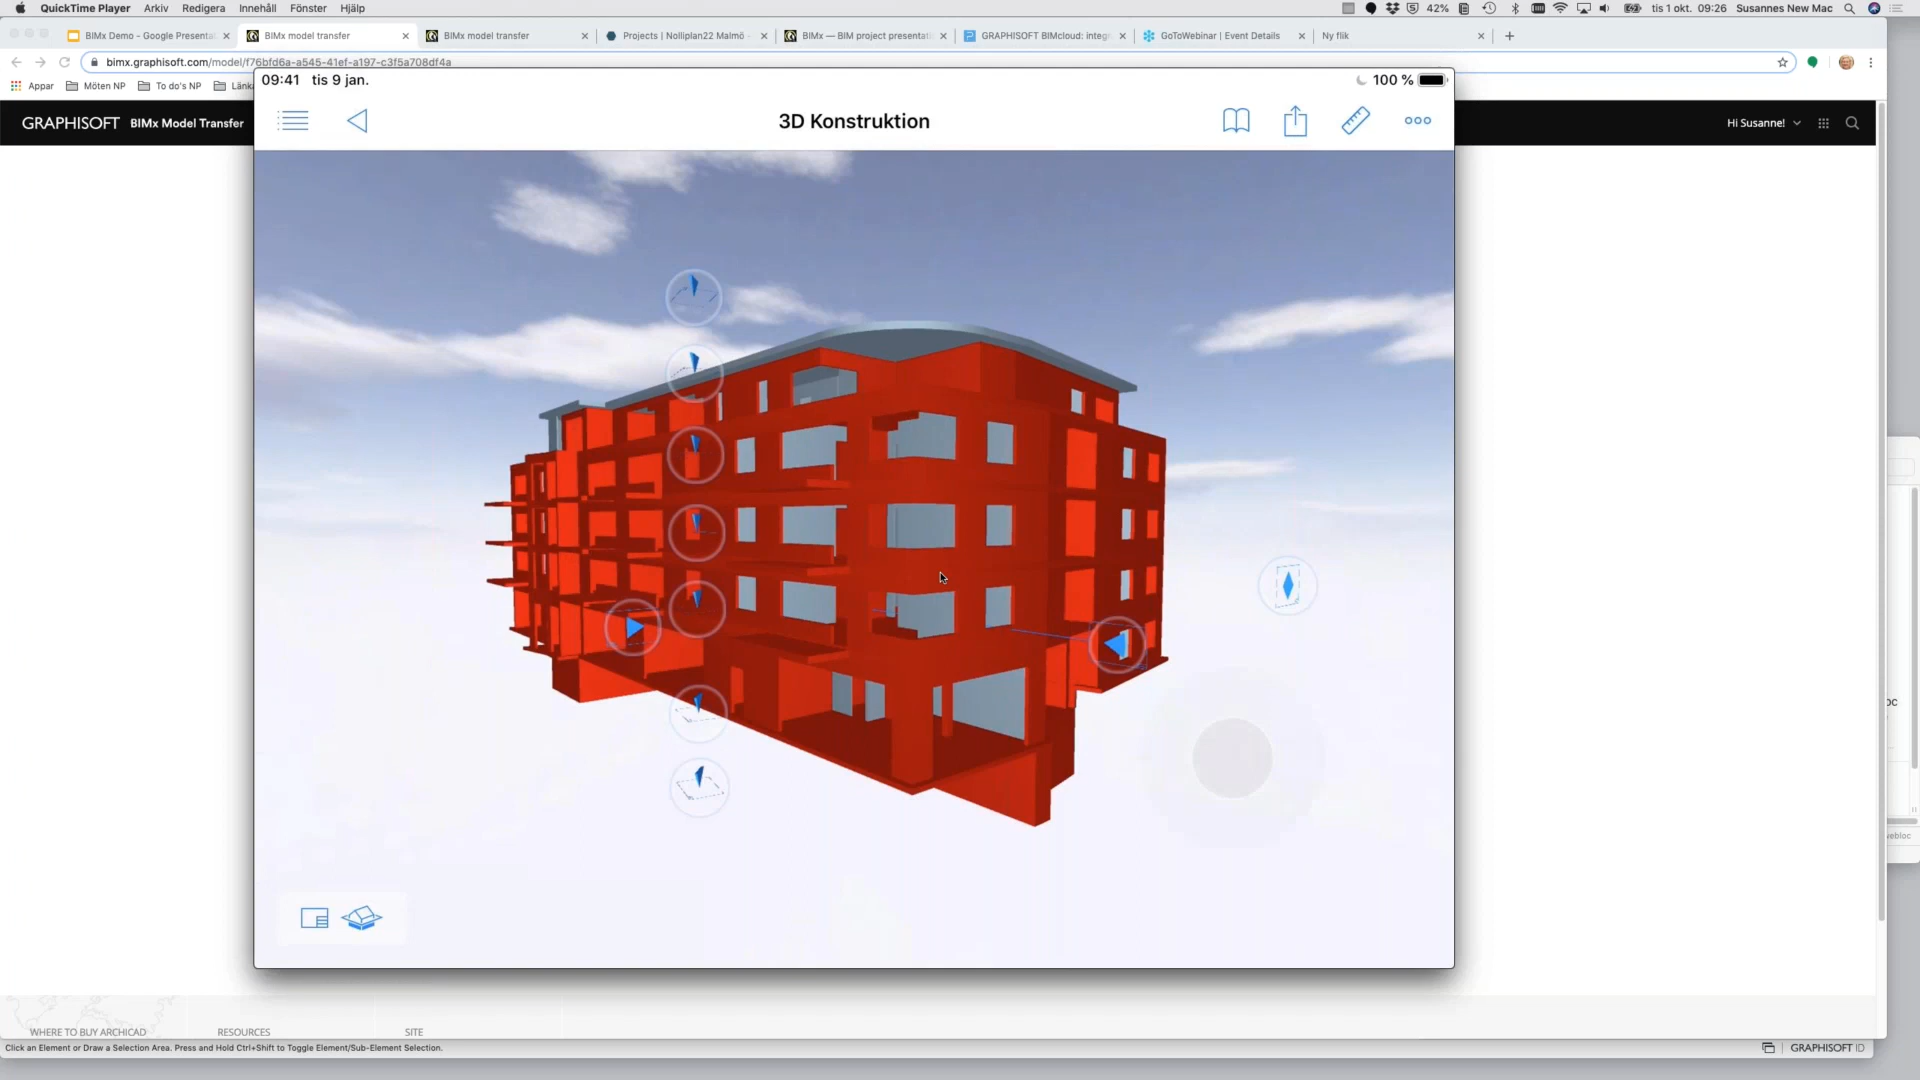 QuickTime Player Arkiv Redigera Innehåll Fönster Hjälp 42% tis 1 okt. 09:26 Susannes New Mac
BIMx Demo - Google Presenta BIMx model transfer BIMx model transfer Projects | Nolliplan22 Malmö - BIMx — BIM project presentati GRAPHISOFT BIMcloud: integr GoToWebinar | Event Details Ny flik
bimx.graphisoft.com/model/f76bfd6a-a545-41ef-a197-c3f5a708df4a
Appar Möten NP To do's NP Länka
09:41 tis 9 jan. 100 %
GRAPHISOFT BIMx Model Transfer 3D Konstruktion Hi Susanne!
WHERE TO BUY ARCHICAD RESOURCES SITE
Click an Element or Draw a Selection Area. Press and Hold Ctrl+Shift to Toggle Element/Sub-Element Selection. GRAPHISOFT ID